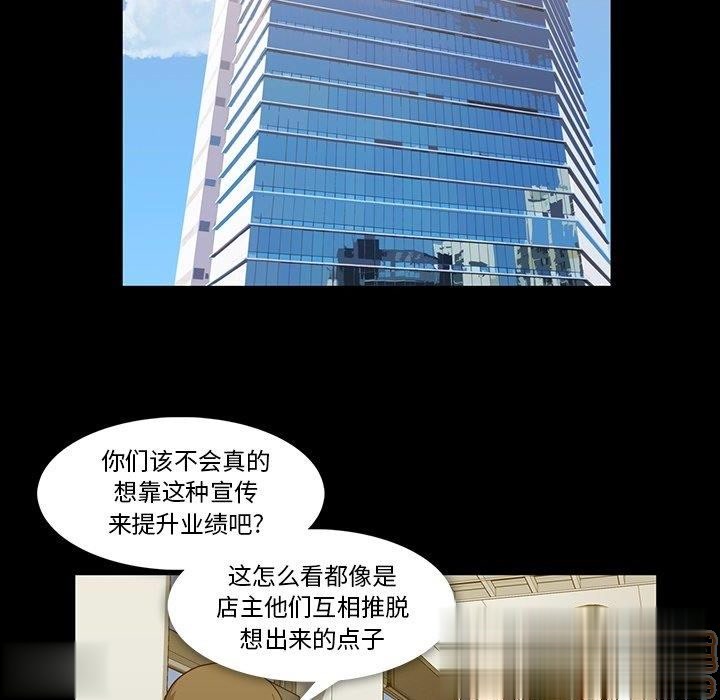 你们该不会真的
想靠这种宣传
来提升业绩吧?
这怎么看都像是
店主他们互相推脱
想出来的点子